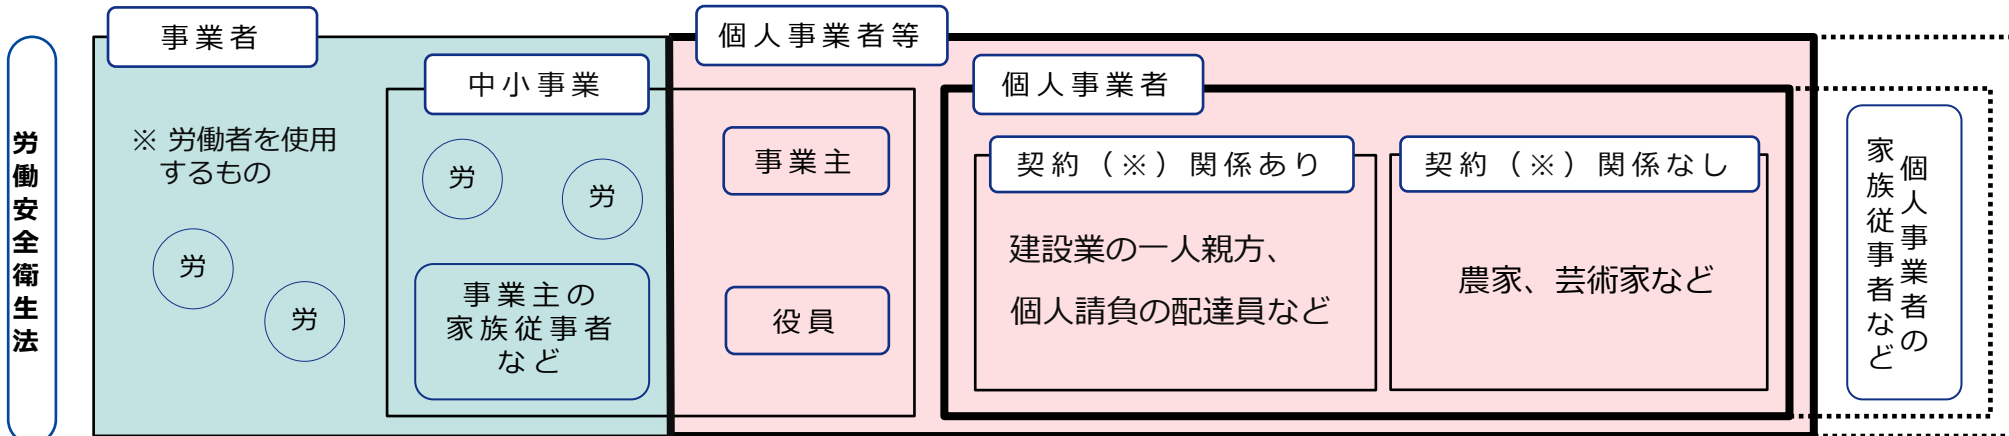 労働安全衛生法
事業者
※ 労働者を使用
するもの
労
労
中小事業
労
労
事業主の
家族従事者
など
個人事業者等
事業主
役員
個人事業者
契約（※）関係あり
建設業の一人親方、
個人請負の配達員など
契約（※）関係なし
農家、芸術家など
個人事業者の
家族従事者など